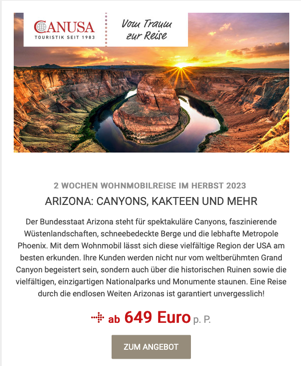 CANUSA
TOURISTIK SEIT 1983
Vom Traum
zur Reise
2 WOCHEN WOHNMOBILREISE IM HERBST 2023
ARIZONA: CANYONS, KAKTEEN UND MEHR
Der Bundesstaat Arizona steht für spektakuläre Canyons, faszinierende
Wüstenlandschaften, schneebedeckte Berge und die lebhafte Metropole
Phoenix. Mit dem Wohnmobil lässt sich diese vielfältige Region der USA am
besten erkunden. Ihre Kunden werden nicht nur vom weltberühmten Grand
Canyon begeistert sein, sondern auch über die historischen Ruinen sowie die
vielfältigen, einzigartigen Nationalparks und Monumente staunen. Eine Reise
durch die endlosen Weiten Arizonas ist garantiert unvergesslich!
ab 649 Euro p. P.
ZUM ANGEBOT